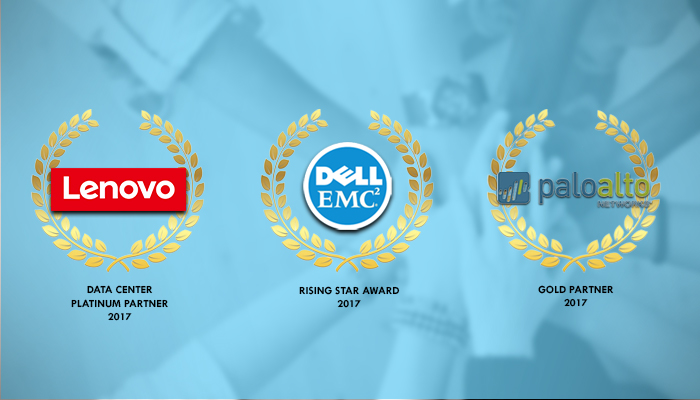 Lenovo
DATA CENTER
PLATINUM PARTNER
2017
DELL
EMC²
RISING STAR AWARD
2017
paloalto
NETWORKS
GOLD PARTNER
2017